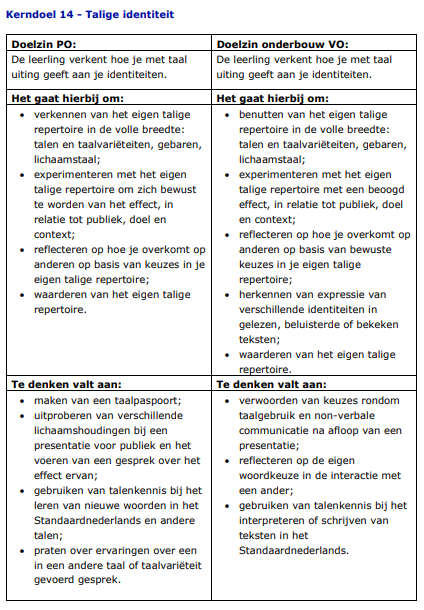 Kerndoel 14 - Talige identiteit
Doelzin PO:
De leerling verkent hoe je met taal
uiting geeft aan je identiteiten.
Doelzin onderbouw VO:
De leerling verkent hoe je met taal
uiting geeft aan je identiteiten.
Het gaat hierbij om:
• verkennen van het eigen talige
repertoire in de volle breedte:
talen en taalvariëteiten, gebaren,
lichaamstaal;
• experimenteren met het eigen
talige repertoire om zich bewust
te worden van het effect, in
relatie tot publiek, doel en
context;
• reflecteren op hoe je overkomt op
anderen op basis van keuzes in je
eigen talige repertoire;
• waarderen van het eigen talige
repertoire.
Het gaat hierbij om:
• benutten van het eigen talige
repertoire in de volle breedte:
talen en taalvariëteiten, gebaren,
lichaamstaal;
• experimenteren met het eigen
talige repertoire met een beoogd
effect, in relatie tot publiek, doel
en context;
• reflecteren op hoe je overkomt op
anderen op basis van bewuste
keuzes in je eigen talige
repertoire;
• herkennen van expressie van
verschillende identiteiten in
gelezen, beluisterde of bekeken
teksten;
• waarderen van het eigen talige
repertoire.
Te denken valt aan:
• maken van een taalpaspoort;
• uitproberen van verschillende
lichaamshoudingen bij een
presentatie voor publiek en het
voeren van een gesprek over het
effect ervan;
• gebruiken van talenkennis bij het
leren van nieuwe woorden in het
Standaardnederlands en andere
talen;
• praten over ervaringen over een
in een andere taal of taalvariëteit
gevoerd gesprek.
Te denken valt aan:
• verwoorden van keuzes rondom
taalgebruik en non-verbale
communicatie na afloop van een
presentatie;
• reflecteren op de eigen
woordkeuze in de interactie met
een ander;
• gebruiken van talenkennis bij het
interpreteren of schrijven van
teksten in het
Standaardnederlands.